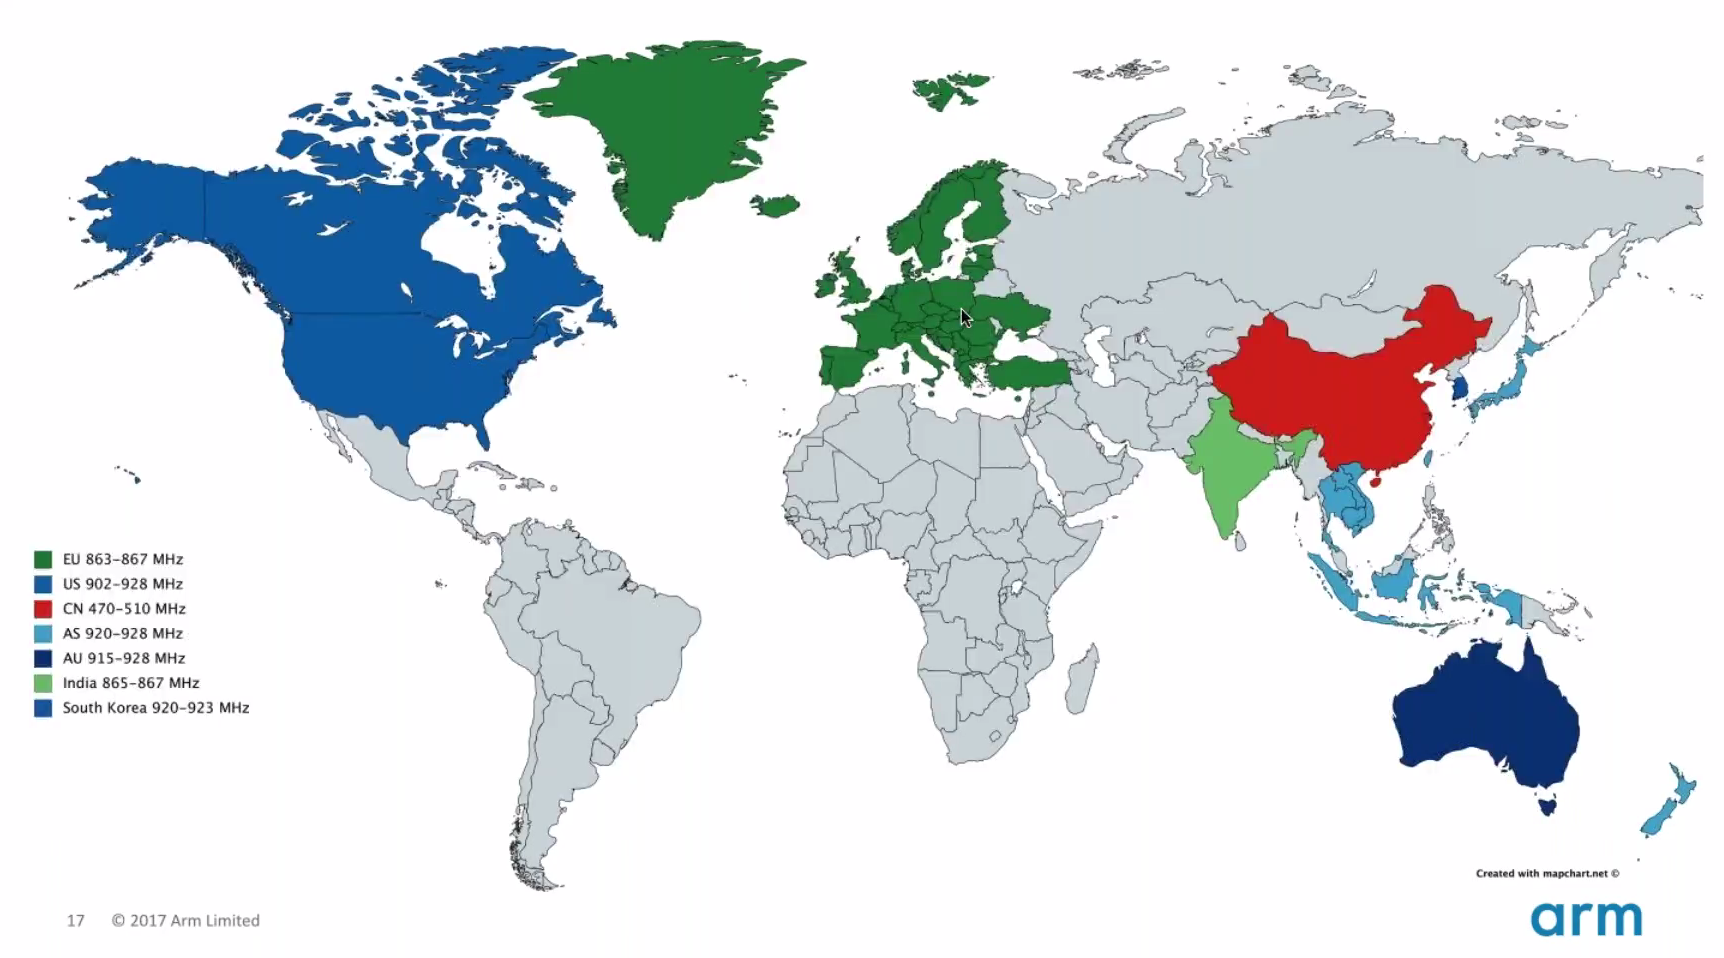 EU 863–867 MHz
US 902–928 MHz
CN 470–510 MHz
AS 920–928 MHz
AU 915–928 MHz
India 865–867 MHz
South Korea 920–923 MHz
Created with mapchart.net ©
17 © 2017 Arm Limited
arm